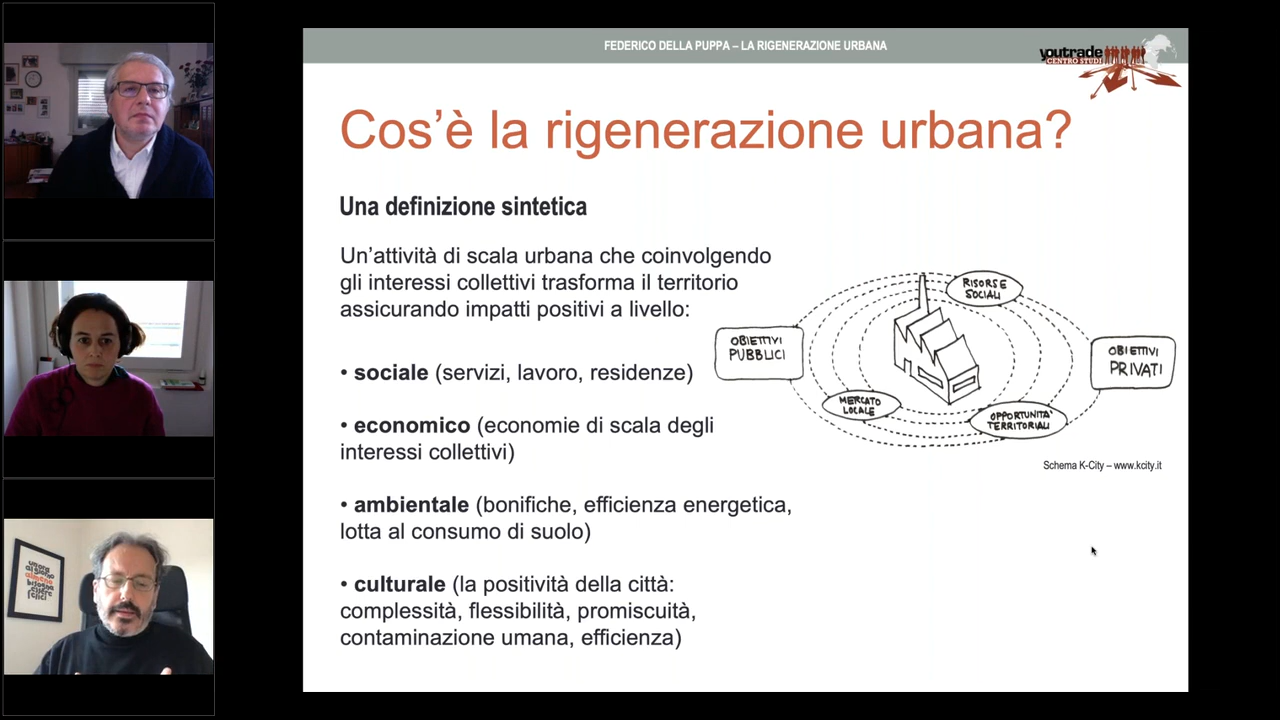 FEDERICO DELLA PUPPA – LA RIGENERAZIONE URBANA
youtrade
CENTRO STUDI
Cos'è la rigenerazione urbana?
Una definizione sintetica
Un'attività di scala urbana che coinvolgendo
gli interessi collettivi trasforma il territorio
assicurando impatti positivi a livello:
• sociale (servizi, lavoro, residenze)
• economico (economie di scala degli
interessi collettivi)
• ambientale (bonifiche, efficienza energetica,
lotta al consumo di suolo)
• culturale (la positività della città:
complessità, flessibilità, promiscuità,
contaminazione umana, efficienza)
RISORSE
SOCIALI
OBIETTIVI
PUBBLICI
OBIETTIVI
PRIVATI
MERCATO
LOCALE
OPPORTUNITA'
TERRITORIALI
Schema K-City – www.kcity.it
almeno
bisogna
essere
felici